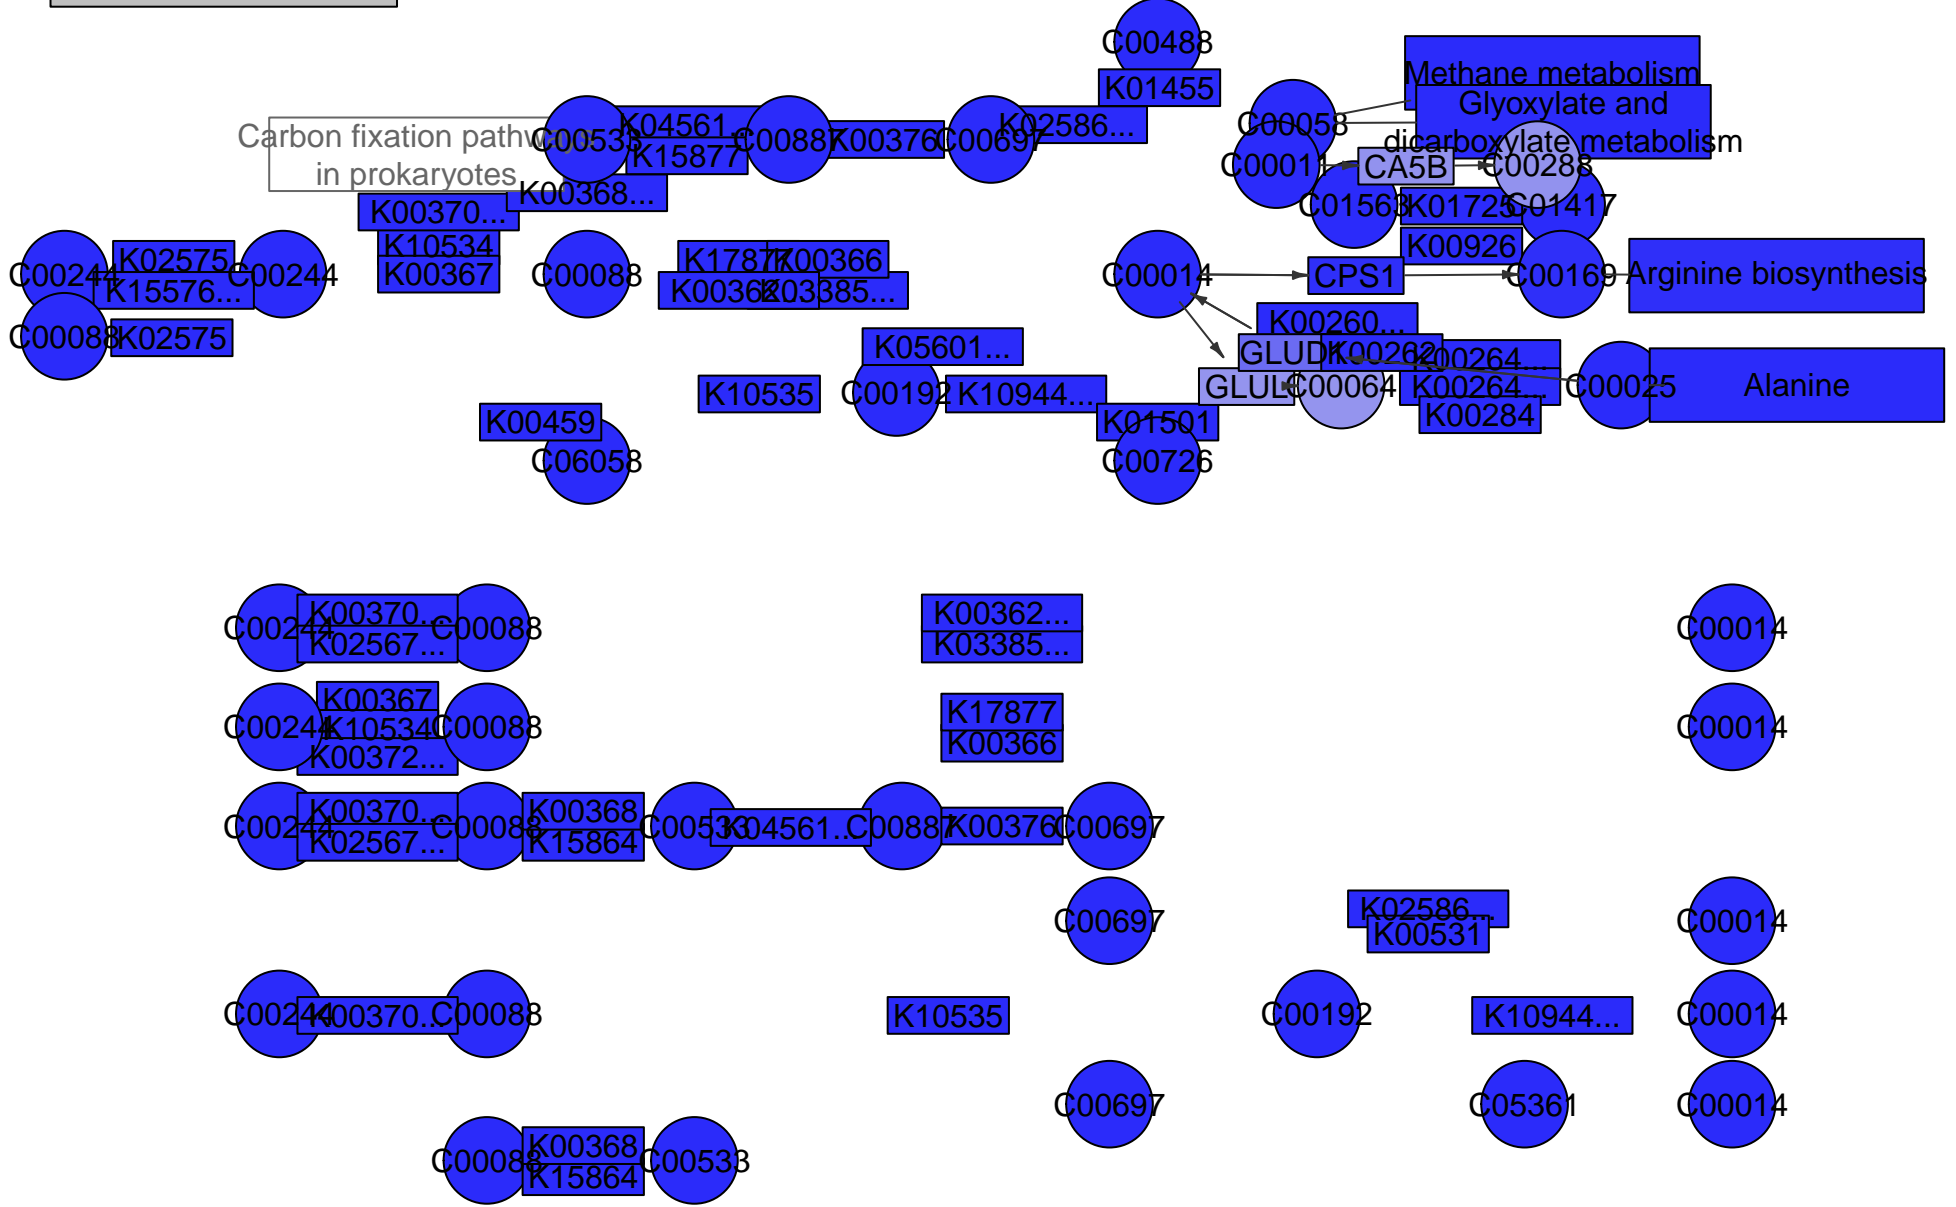 C00488
K01455
Methane metabolism
Glyoxylate and
dicarboxylate metabolism
C00058
Carbon fixation pathways
in prokaryotes
C00533
K04561...
K15877
C00887
K00376
C00697
K02586...
C00011
CA5B
C00288
K00368...
K00370...
C01563
K01725
C01417
K10534
K00367
K00926
C00244
K02575
K15576...
C00244
C00088
K17877
K00366
K00362...
K03385...
C00014
CPS1
C00169
Arginine biosynthesis
C00088
K02575
K05601...
K00260...
GLUD1
K00262
K00264...
K10535
C00192
K10944...
GLUL
C00064
K00264...
C00025
Alanine
K00459
K01501
K00284
C06058
C00726
C00244
K00370...
K02567...
C00088
K00362...
K03385...
C00014
C00244
K00367
K10534
K00372...
C00088
K17877
K00366
C00014
C00244
K00370...
K02567...
C00088
K00368
K15864
C00533
K04561...
C00887
K00376
C00697
C00697
K02586...
K00531
C00014
C00244
K00370...
C00088
K10535
C00192
K10944...
C00014
C00697
C05361
C00014
C00088
K00368
K15864
C00533